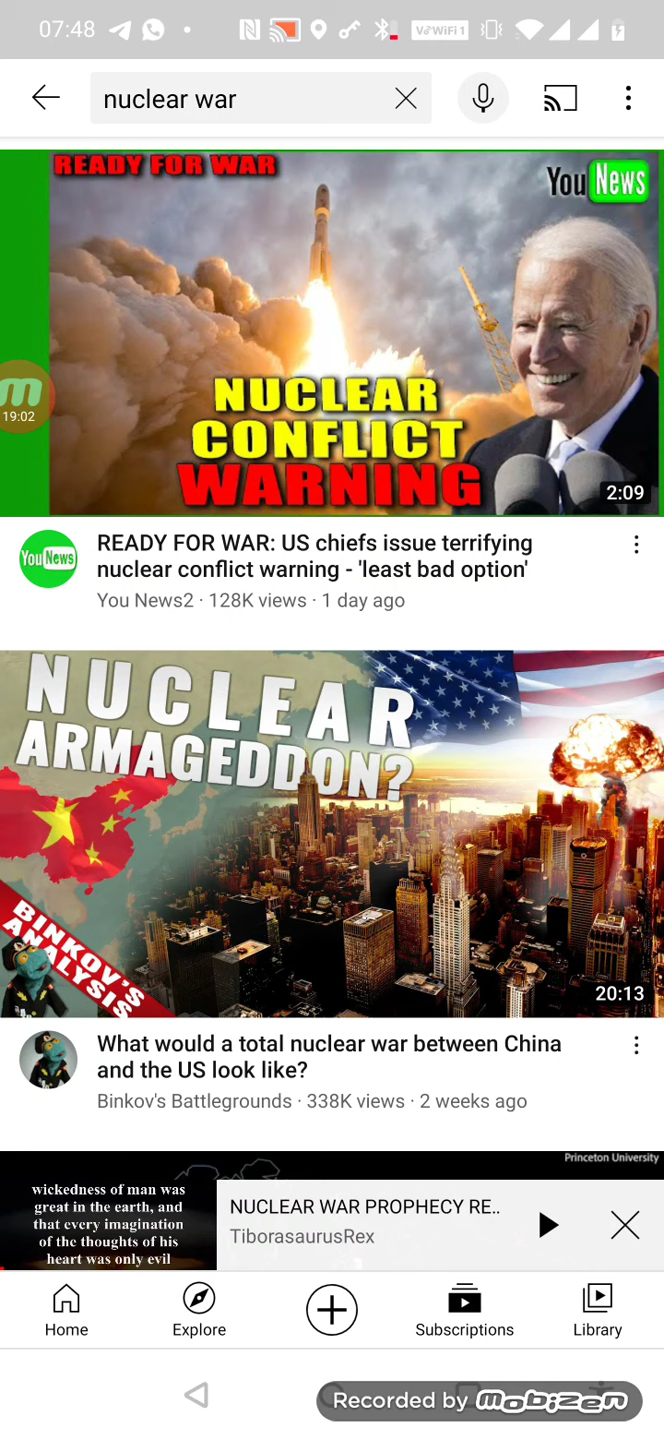 07:48
VoWiFi 1
nuclear war
READY FOR WAR
You News
m
19:02
NUCLEAR
CONFLICT
WARNING
2:09
You News
READY FOR WAR: US chiefs issue terrifying
nuclear conflict warning - 'least bad option'
You News2 · 128K views · 1 day ago
NUCLEAR
ARMAGEDDON?
BINKOV'S
ANALYSIS
20:13
What would a total nuclear war between China
and the US look like?
Binkov's Battlegrounds · 338K views · 2 weeks ago
Princeton University
wickedness of man was
great in the earth, and
that every imagination
of the thoughts of his
heart was only evil
NUCLEAR WAR PROPHECY RE..
TiborasaurusRex
Home
Explore
Subscriptions
Library
Recorded by mobizen